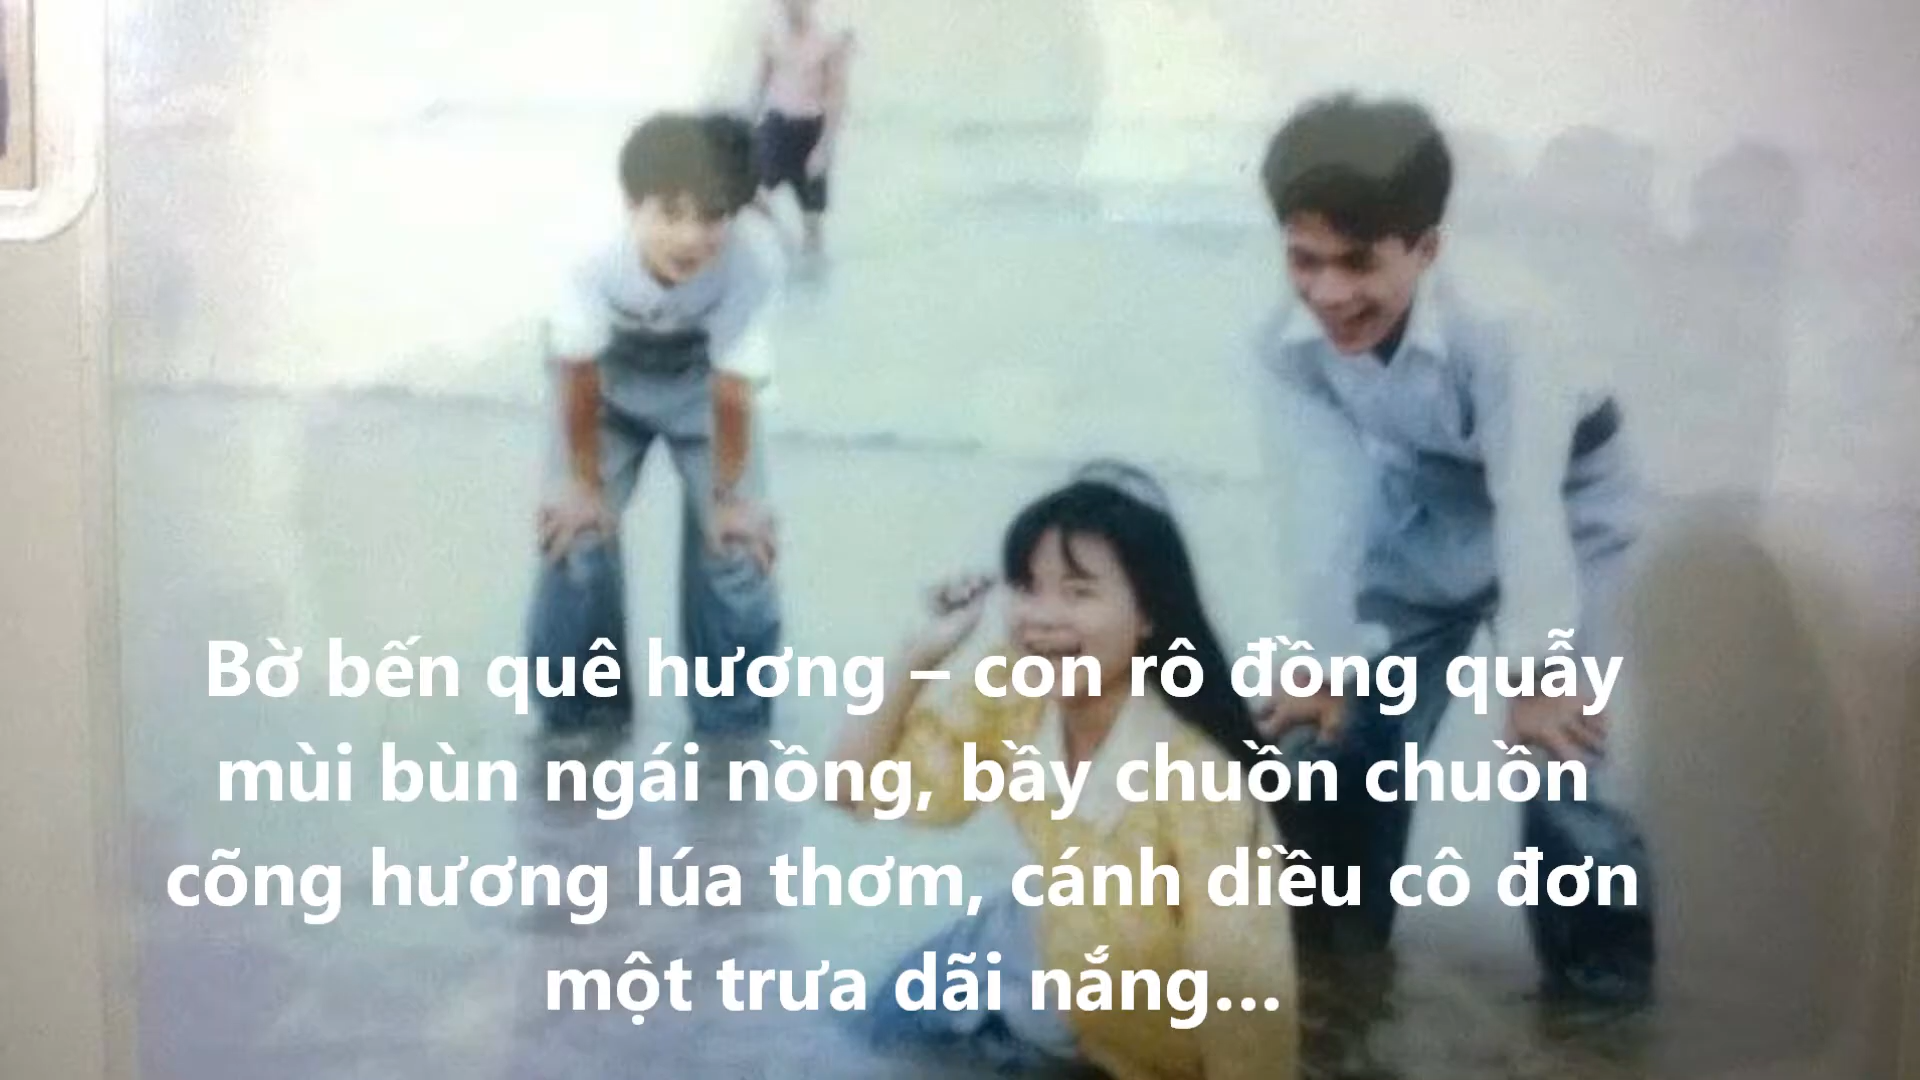 Bờ bến quê hương – con rô đồng quẫy
mùi bùn ngái nồng, bầy chuồn chuồn
cõng hương lúa thơm, cánh diều cô đơn
một trưa dãi nắng...